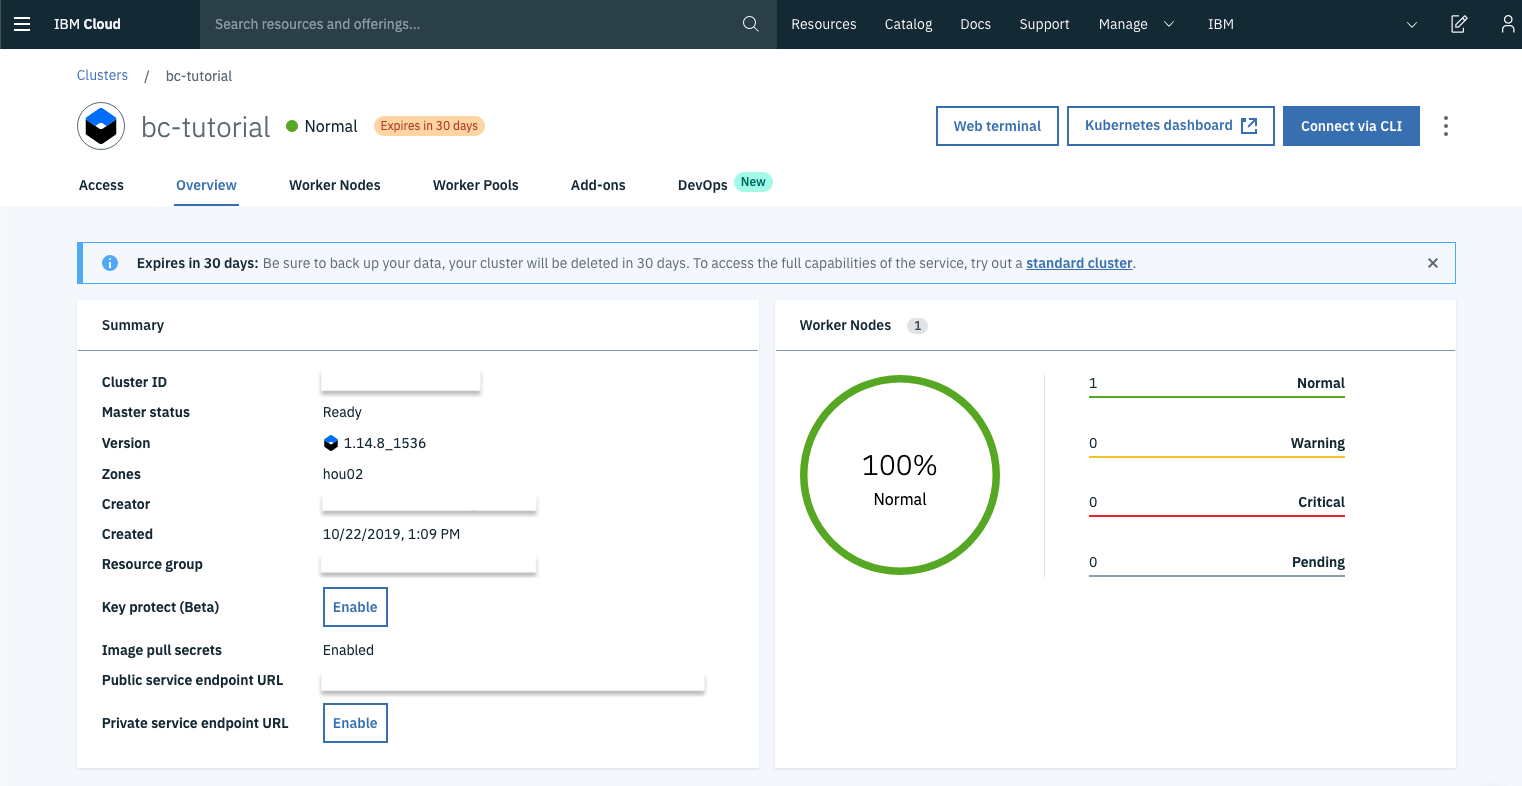 IBM Cloud
Search resources and offerings...
Resources Catalog Docs Support Manage IBM
Clusters / bc-tutorial
bc-tutorial Normal Expires in 30 days
Web terminal Kubernetes dashboard Connect via CLI
Access Overview Worker Nodes Worker Pools Add-ons DevOps New
Expires in 30 days: Be sure to back up your data, your cluster will be deleted in 30 days. To access the full capabilities of the service, try out a standard cluster.
Summary
Cluster ID
Master status Ready
Version 1.14.8_1536
Zones hou02
Creator
Created 10/22/2019, 1:09 PM
Resource group
Key protect (Beta) Enable
Image pull secrets Enabled
Public service endpoint URL
Private service endpoint URL Enable
Worker Nodes 1
100%
Normal
1 Normal
0 Warning
0 Critical
0 Pending